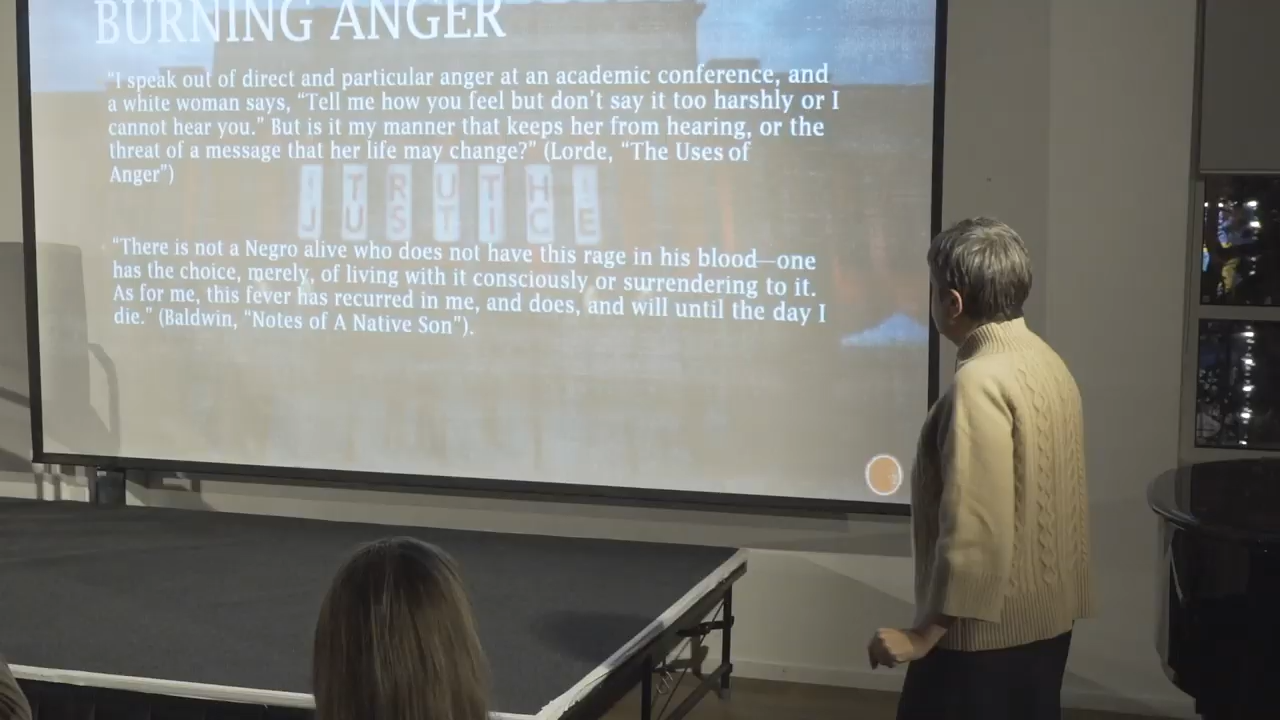 BURNING ANGER
"I speak out of direct and particular anger at an academic conference, and
a white woman says, "Tell me how you feel but don't say it too harshly or I
cannot hear you." But is it my manner that keeps her from hearing, or the
threat of a message that her life may change?" (Lorde, "The Uses of
Anger")
TRUTH
JUSTICE
"There is not a Negro alive who does not have this rage in his blood—one
has the choice, merely, of living with it consciously or surrendering to it.
As for me, this fever has recurred in me, and does, and will until the day I
die." (Baldwin, "Notes of A Native Son").